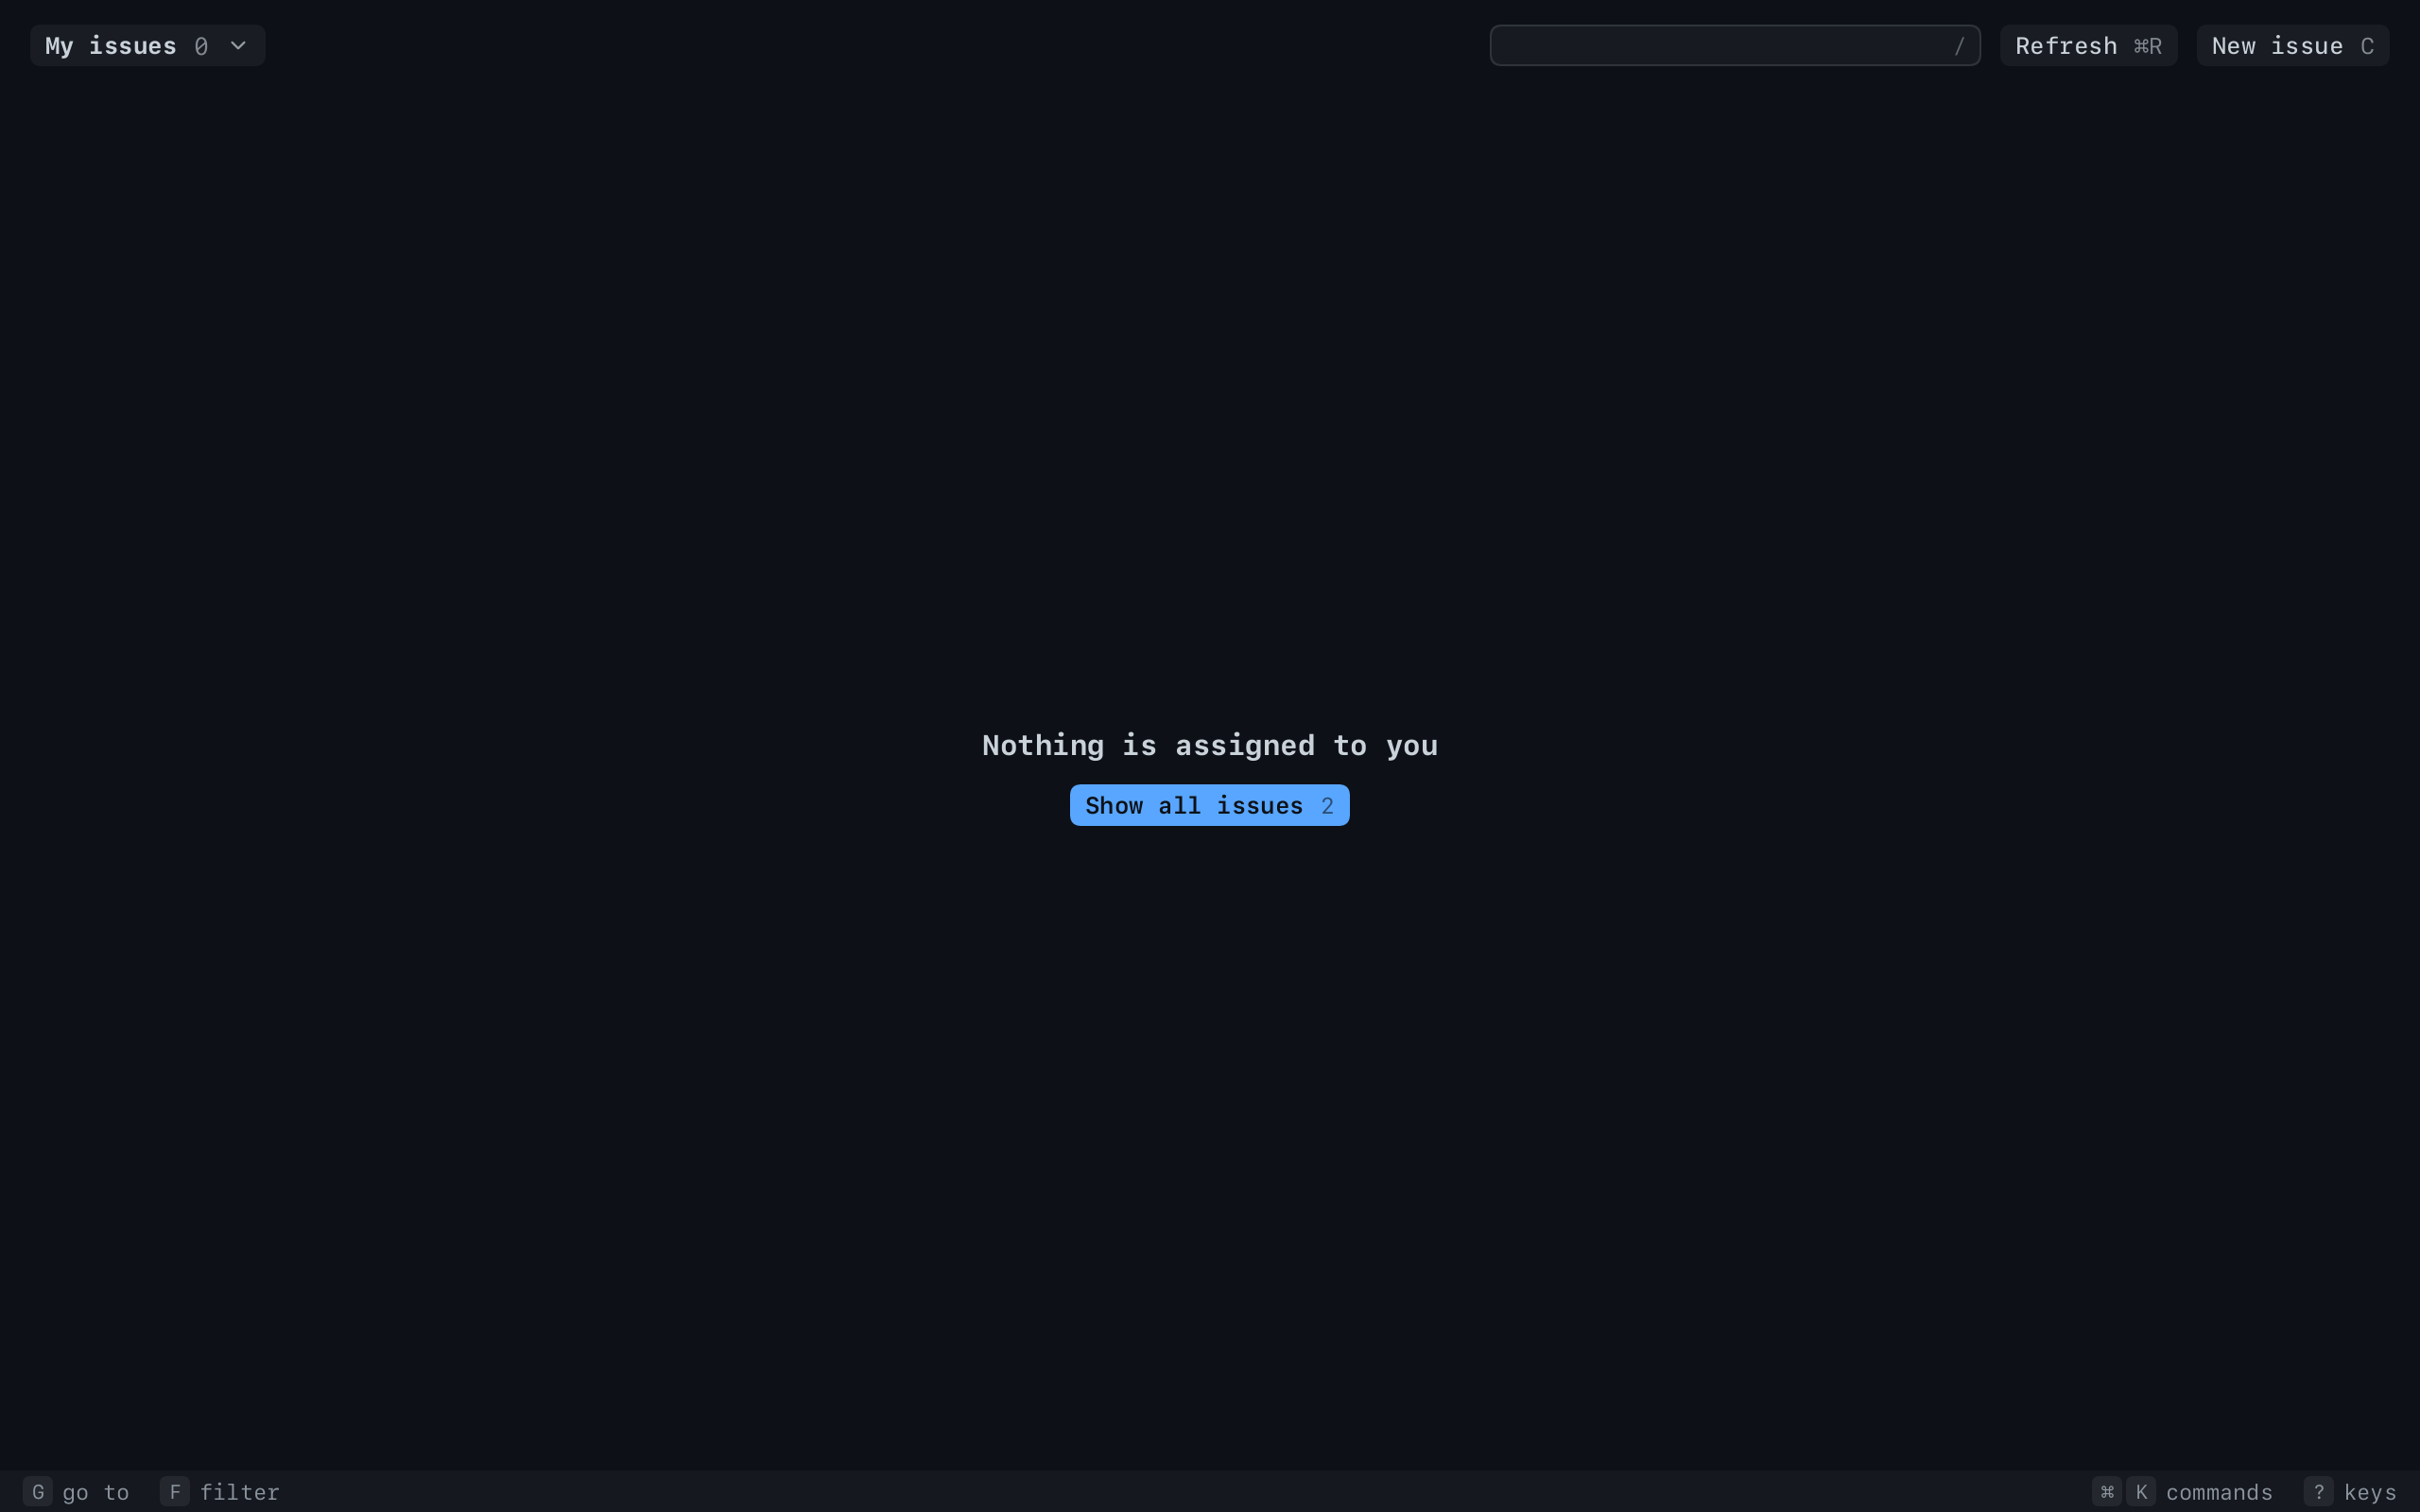 My issues 0
/
Refresh ⌘R
New issue C
Nothing is assigned to you
Show all issues 2
G go to F filter
⌘ K commands ? keys